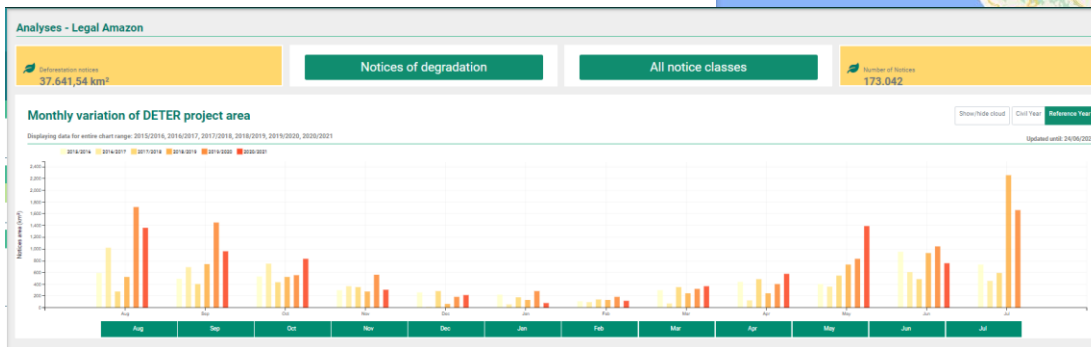 Analyses - Legal Amazon
Deforestation notices
37.641,54 km²
Notices of degradation
All notice classes
Number of Notices
173.042
Monthly variation of DETER project area
Show/hide cloud
Civil Year
Reference Year
Displaying data for entire chart range: 2015/2016, 2016/2017, 2017/2018, 2018/2019, 2019/2020, 2020/2021
Updated until: 24/06/202
2015/2016 2016/2017 2017/2018 2018/2019 2019/2020 2020/2021
Notices area (km²)
2,400
2,200
2,000
1,800
1,600
1,400
1,200
1,000
800
600
400
200
0
Aug Sep Oct Nov Dec Jan Feb Mar Apr May Jun Jul
Aug Sep Oct Nov Dec Jan Feb Mar Apr May Jun Jul